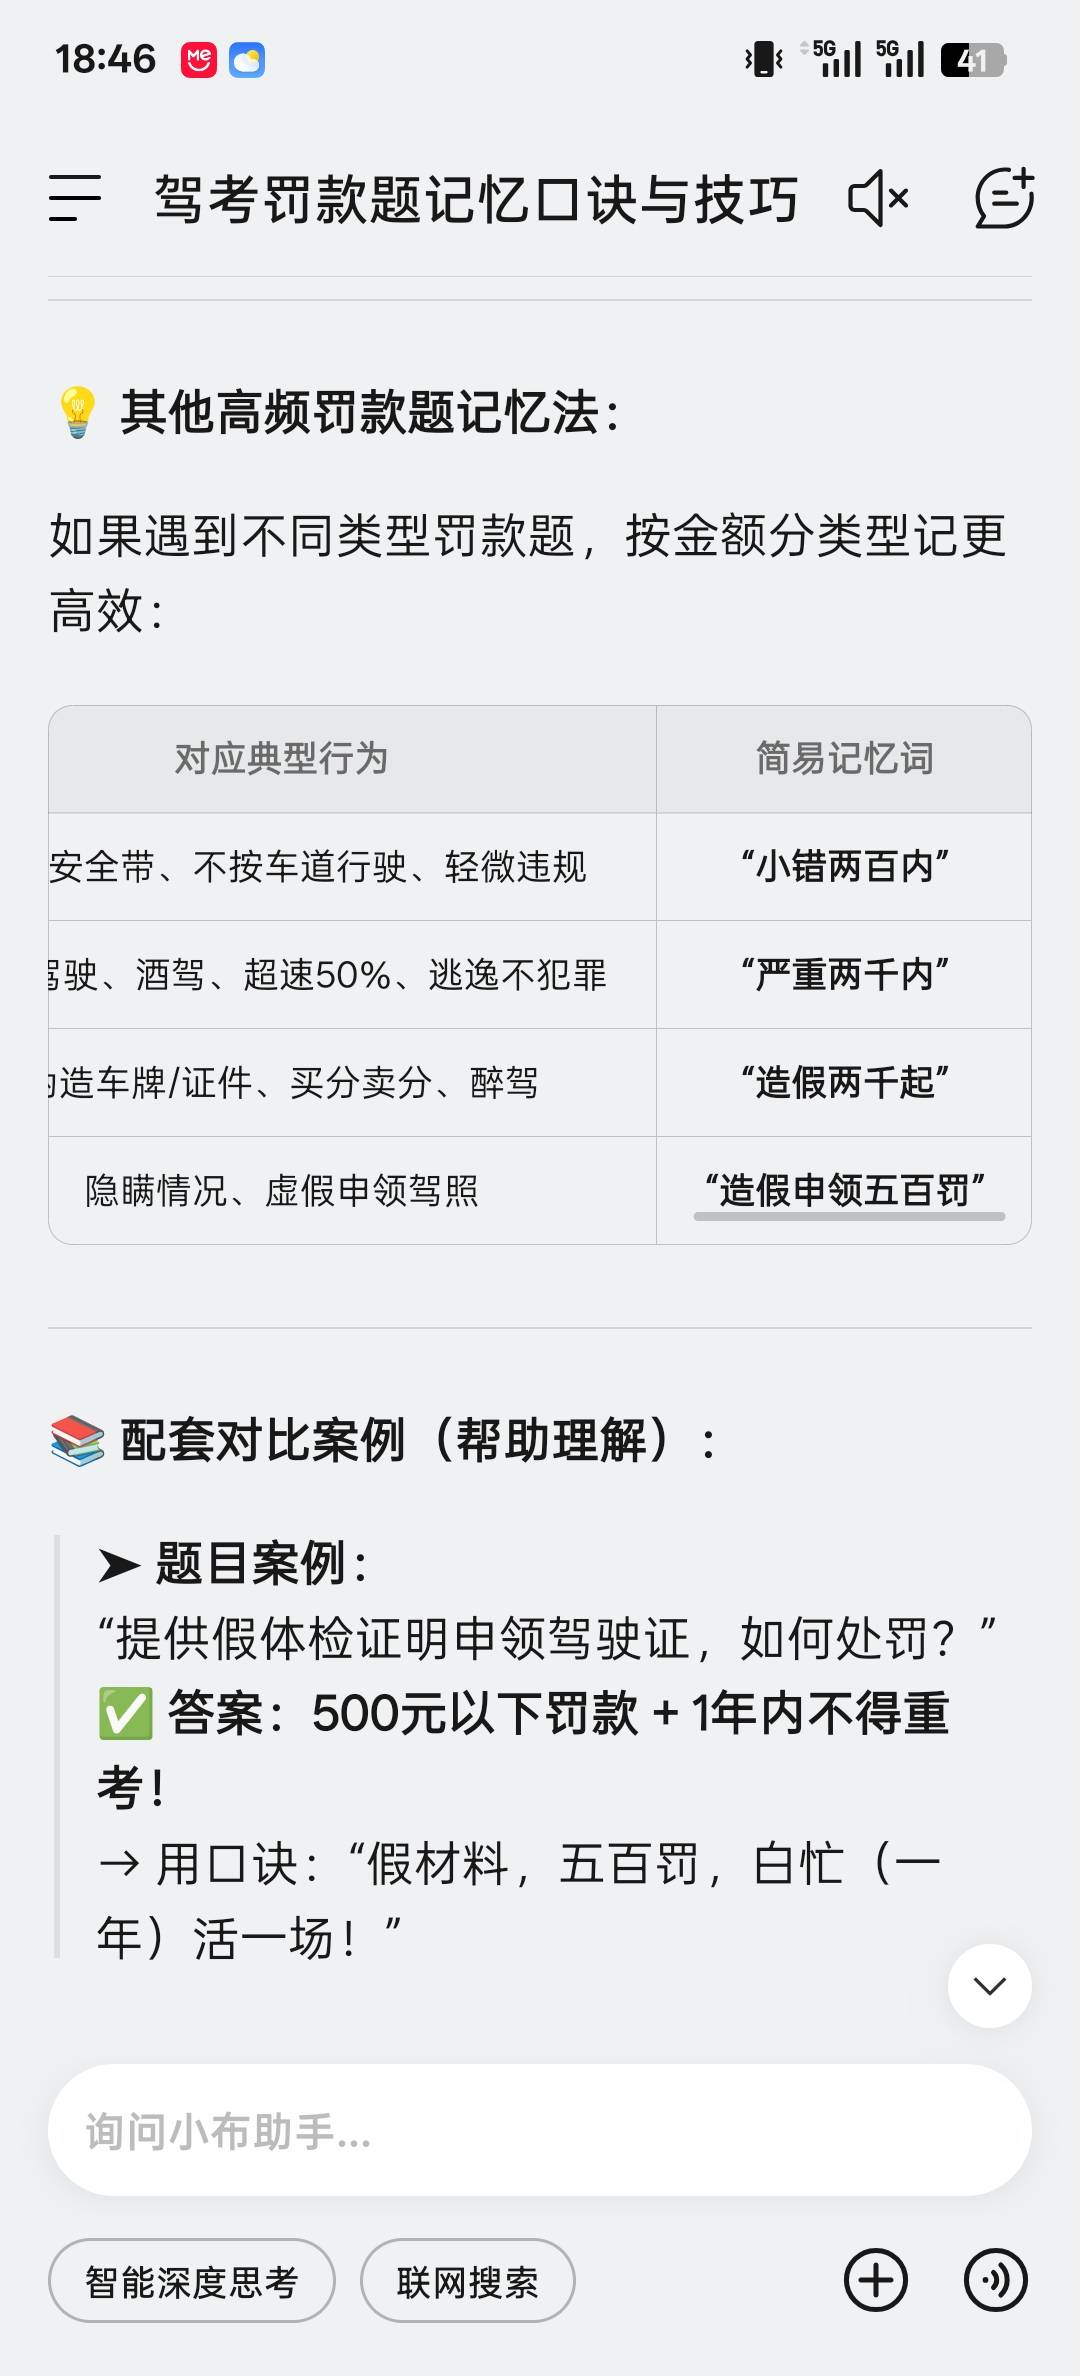 18:46
Me
5G
5G
41
驾考罚款题记忆口诀与技巧
💡 其他高频罚款题记忆法：
如果遇到不同类型罚款题，按金额分类型记更
高效：
对应典型行为
简易记忆词
安全带、不按车道行驶、轻微违规
“小错两百内”
驶、酒驾、超速50%、逃逸不犯罪
“严重两千内”
造车牌/证件、买分卖分、醉驾
“造假两千起”
隐瞒情况、虚假申领驾照
“造假申领五百罚”
📚 配套对比案例（帮助理解）：
➤ 题目案例：
“提供假体检证明申领驾驶证，如何处罚？”
✅ 答案：500元以下罚款 + 1年内不得重
考！
→ 用口诀：“假材料，五百罚，白忙（一
年）活一场！”
询问小布助手...
智能深度思考
联网搜索